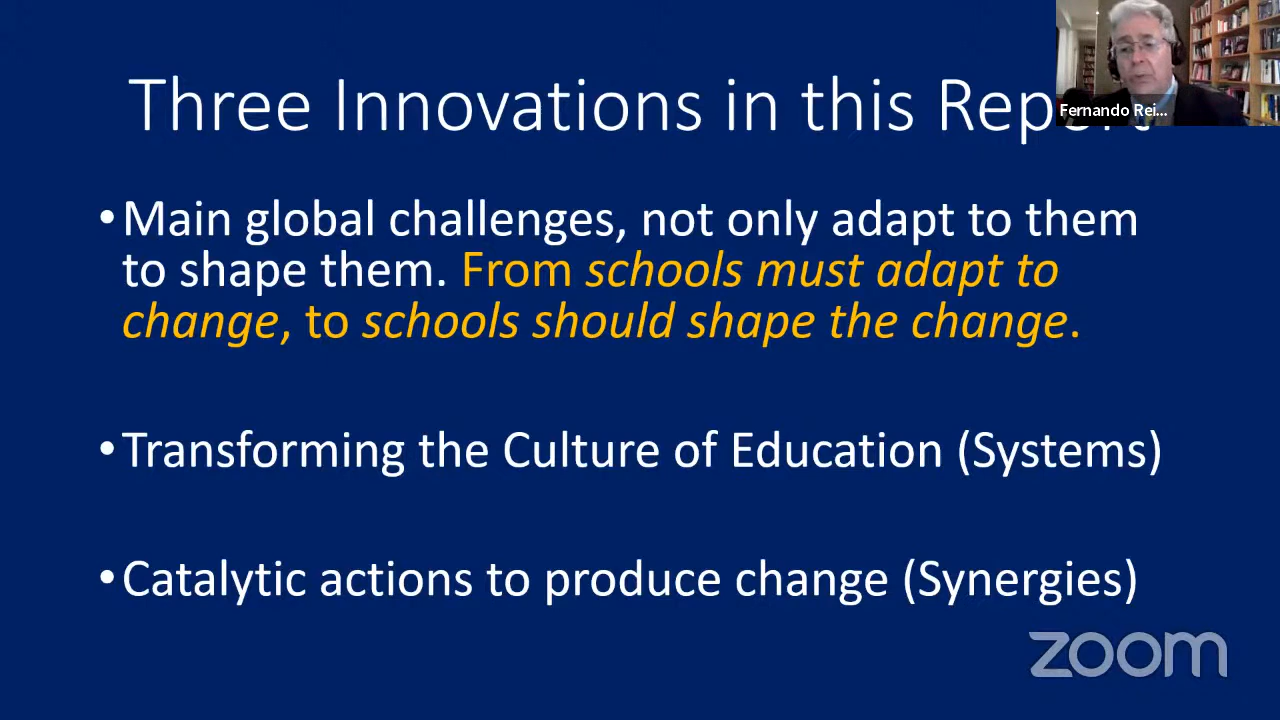 Three Innovations in this Report
Fernando Rei...
•Main global challenges, not only adapt to them
to shape them. From schools must adapt to
change, to schools should shape the change.
•Transforming the Culture of Education (Systems)
•Catalytic actions to produce change (Synergies)
zoom